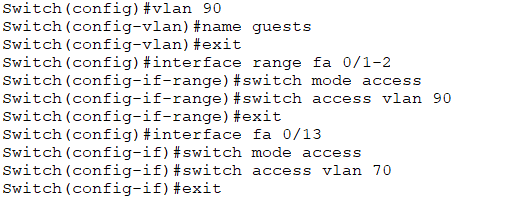 Switch(config)#vlan 90
Switch(config-vlan)#name guests
Switch(config-vlan)#exit
Switch(config)#interface range fa 0/1-2
Switch(config-if-range)#switch mode access
Switch(config-if-range)#switch access vlan 90
Switch(config-if-range)#exit
Switch(config)#interface fa 0/13
Switch(config-if)#switch mode access
Switch(config-if)#switch access vlan 70
Switch(config-if)#exit